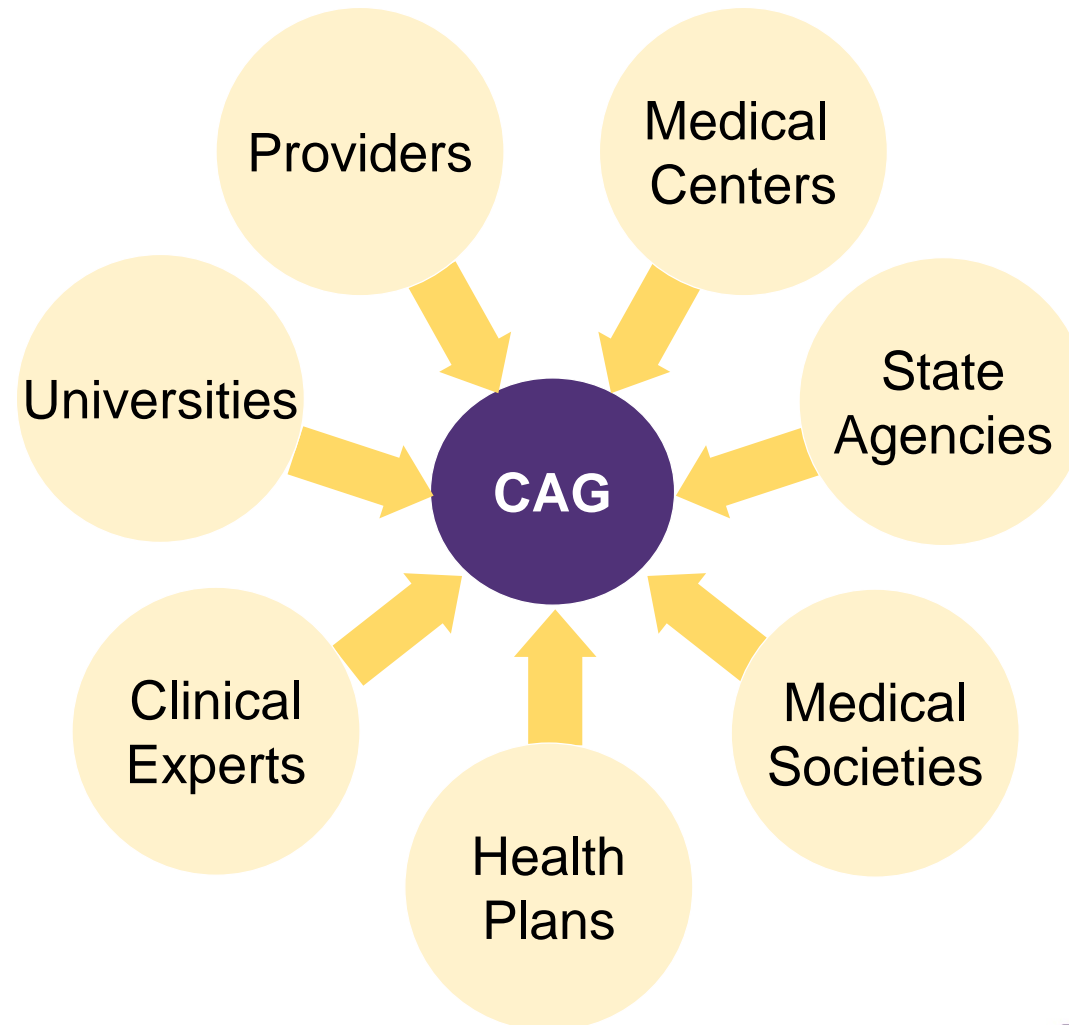 Providers
Medical
Centers
Universities
State
Agencies
CAG
Clinical
Experts
Medical
Societies
Health
Plans